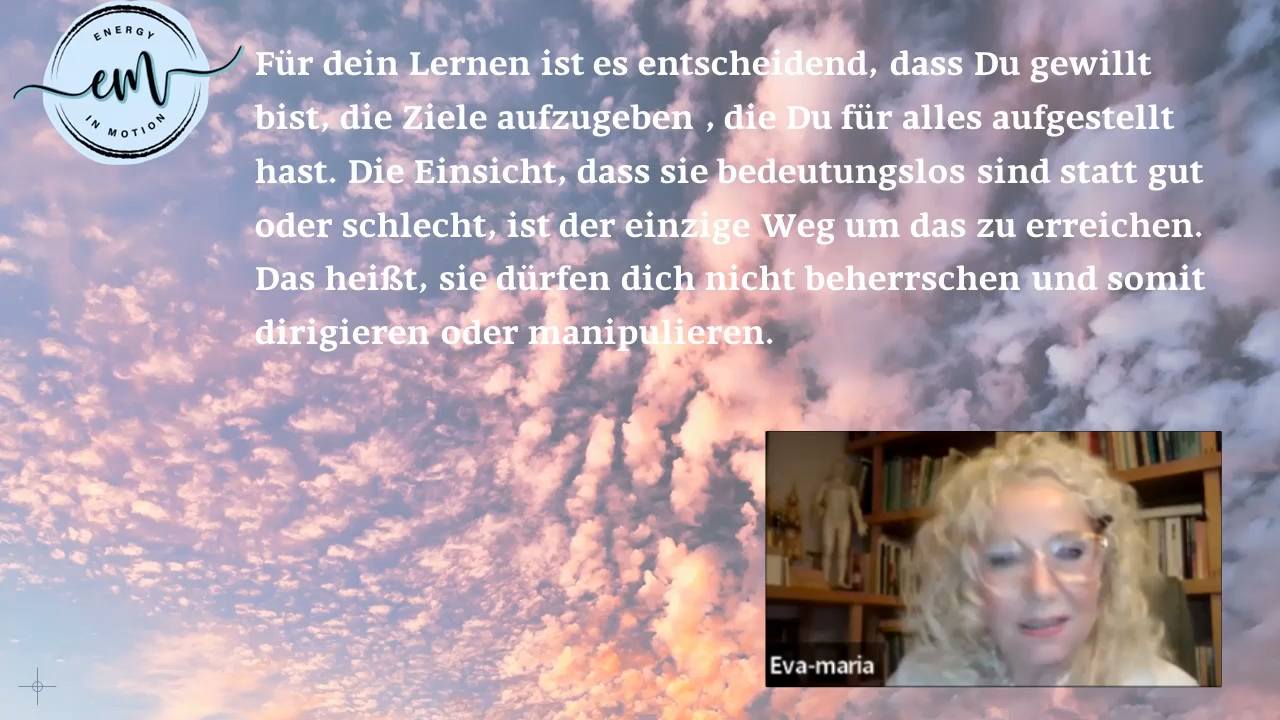 ENERGY
em
IN MOTION
Für dein Lernen ist es entscheidend, dass Du gewillt
bist, die Ziele aufzugeben , die Du für alles aufgestellt
hast. Die Einsicht, dass sie bedeutungslos sind statt gut
oder schlecht, ist der einzige Weg um das zu erreichen.
Das heißt, sie dürfen dich nicht beherrschen und somit
dirigieren oder manipulieren.
Eva-maria